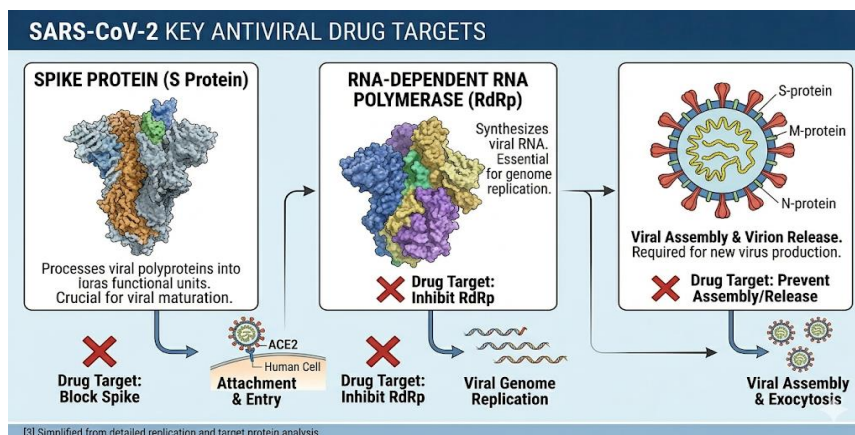 SARS-CoV-2 KEY ANTIVIRAL DRUG TARGETS
SPIKE PROTEIN (S Protein)
Processes viral polyproteins into
ioras functional units.
Crucial for viral maturation.
Drug Target:
Block Spike
ACE2
Human Cell
Attachment
& Entry
RNA-DEPENDENT RNA
POLYMERASE (RdRp)
Synthesizes
viral RNA.
Essential
for genome
replication.
Drug Target:
Inhibit RdRp
Drug Target:
Inhibit RdRp
Viral Genome
Replication
S-protein
M-protein
N-protein
Viral Assembly & Virion Release.
Required for new virus production.
Drug Target: Prevent
Assembly/Release
Viral Assembly
& Exocytosis
[3] Simplified from detailed replication and target protein analysis